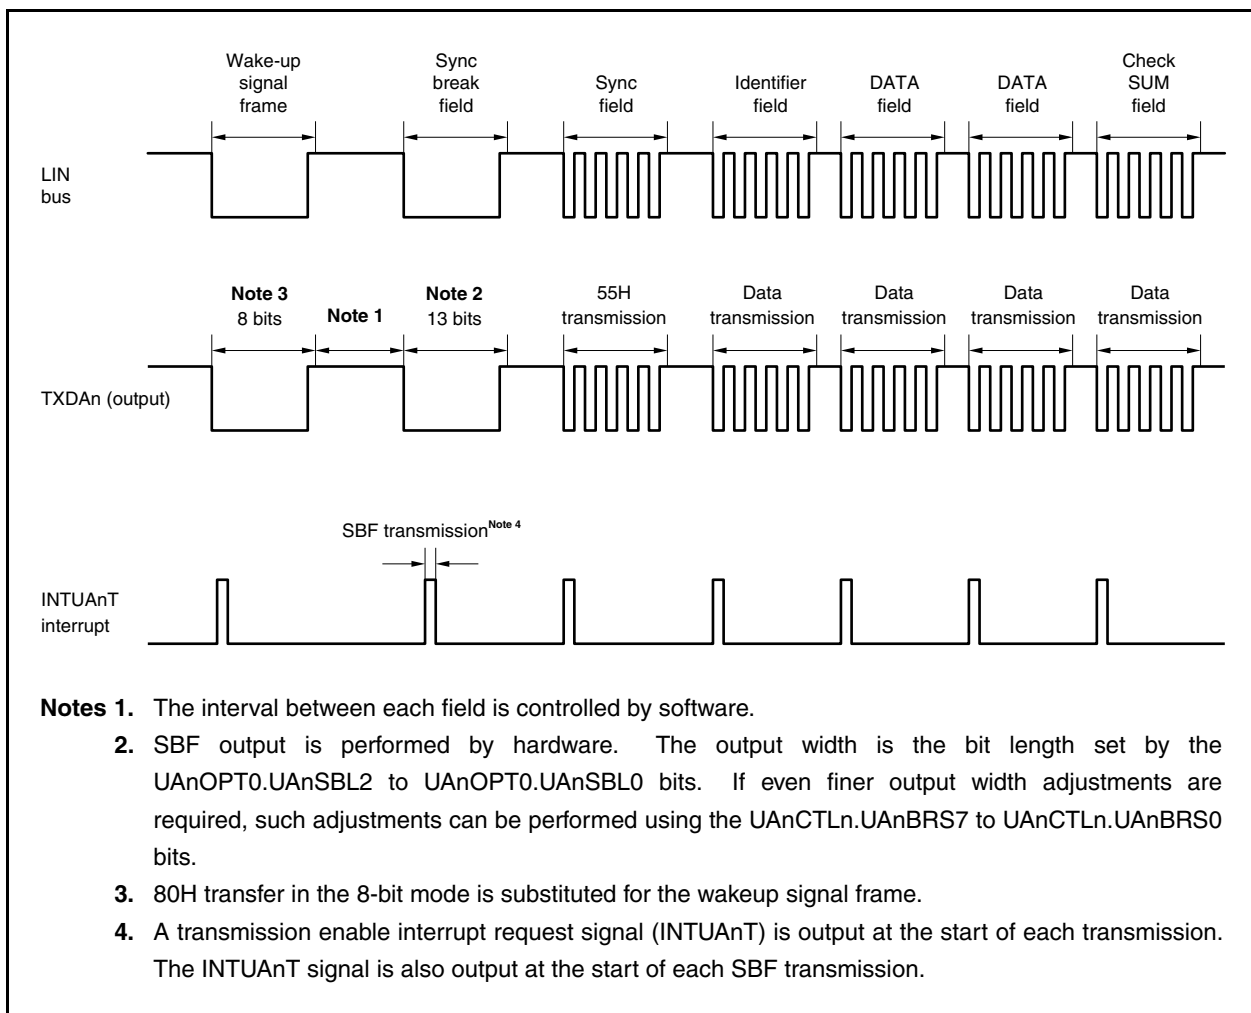 Wake-up
signal
frame
Sync
break
field
Sync
field
Identifier
field
DATA
field
DATA
field
Check
SUM
field
LIN
bus
Note 3
8 bits
Note 1
Note 2
13 bits
55H
transmission
Data
transmission
Data
transmission
Data
transmission
Data
transmission
TXDAn (output)
SBF transmission Note 4
INTUAnT
interrupt
Notes 1. The interval between each field is controlled by software.
2. SBF output is performed by hardware. The output width is the bit length set by the
UAnOPT0.UAnSBL2 to UAnOPT0.UAnSBL0 bits. If even finer output width adjustments are
required, such adjustments can be performed using the UAnCTLn.UAnBRS7 to UAnCTLn.UAnBRS0
bits.
3. 80H transfer in the 8-bit mode is substituted for the wakeup signal frame.
4. A transmission enable interrupt request signal (INTUAnT) is output at the start of each transmission.
The INTUAnT signal is also output at the start of each SBF transmission.